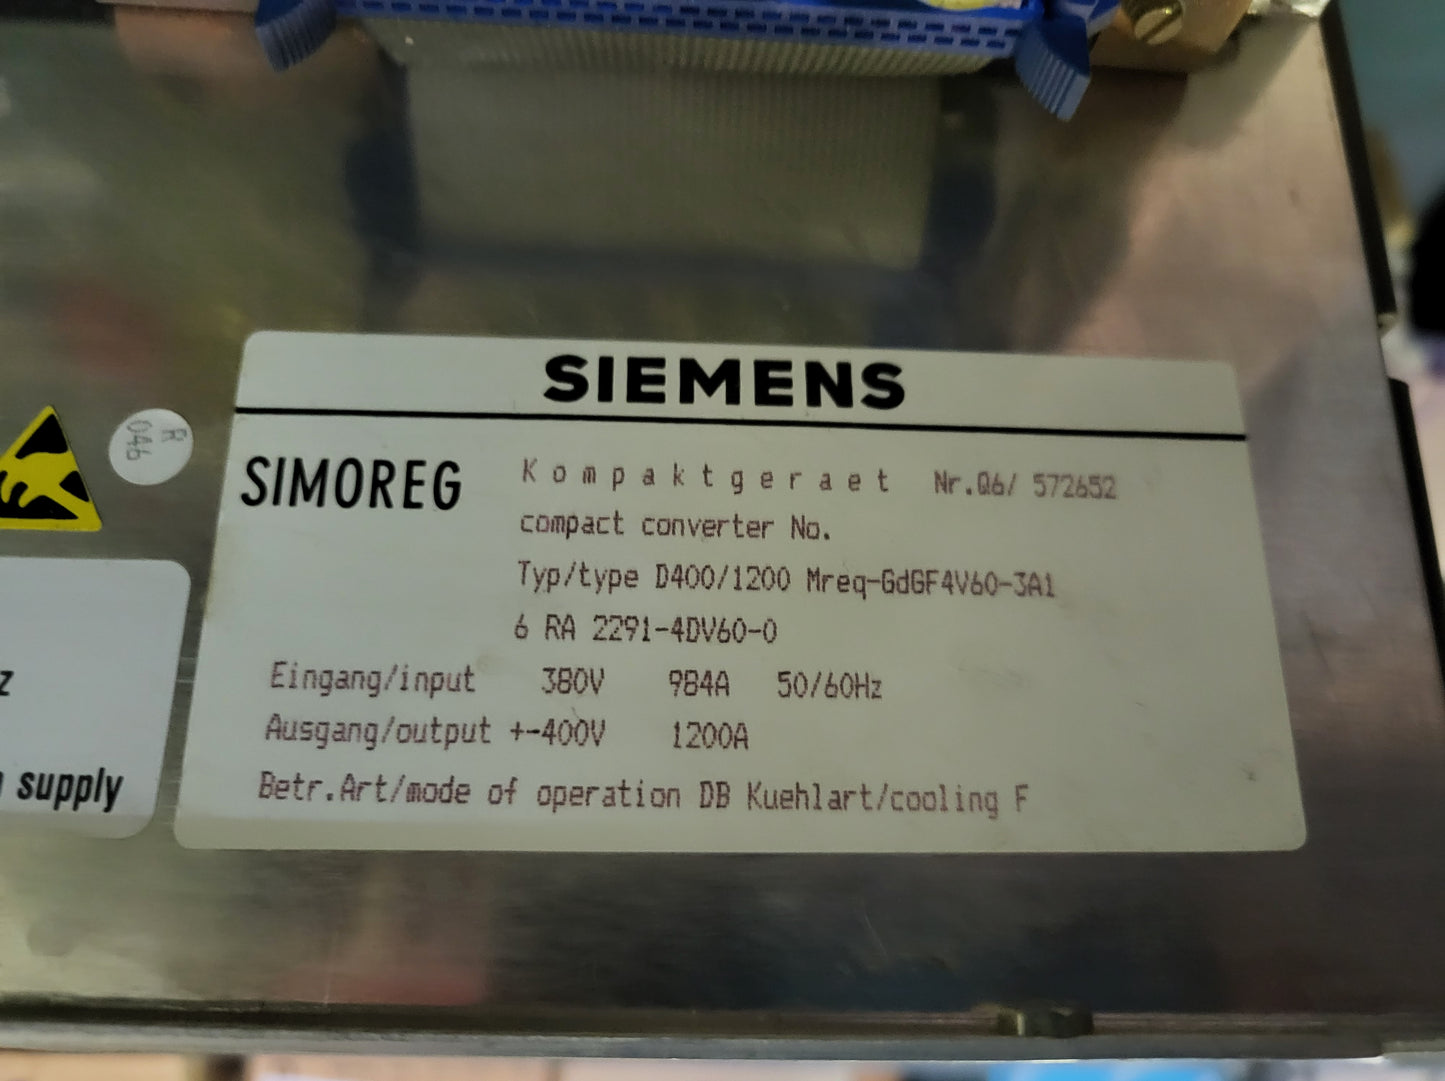 SIEMENS
SIMOREG
Kompaktgeraet Nr.Q6/ 572652
compact converter No.
Typ/type D400/1200 Mreq-GdGF4V60-3A1
6 RA 2291-4DV60-0
Eingang/input 380V 984A 50/60Hz
Ausgang/output +-400V 1200A
Betr.Art/mode of operation DB Kuehlart/cooling F
R
046
z
supply